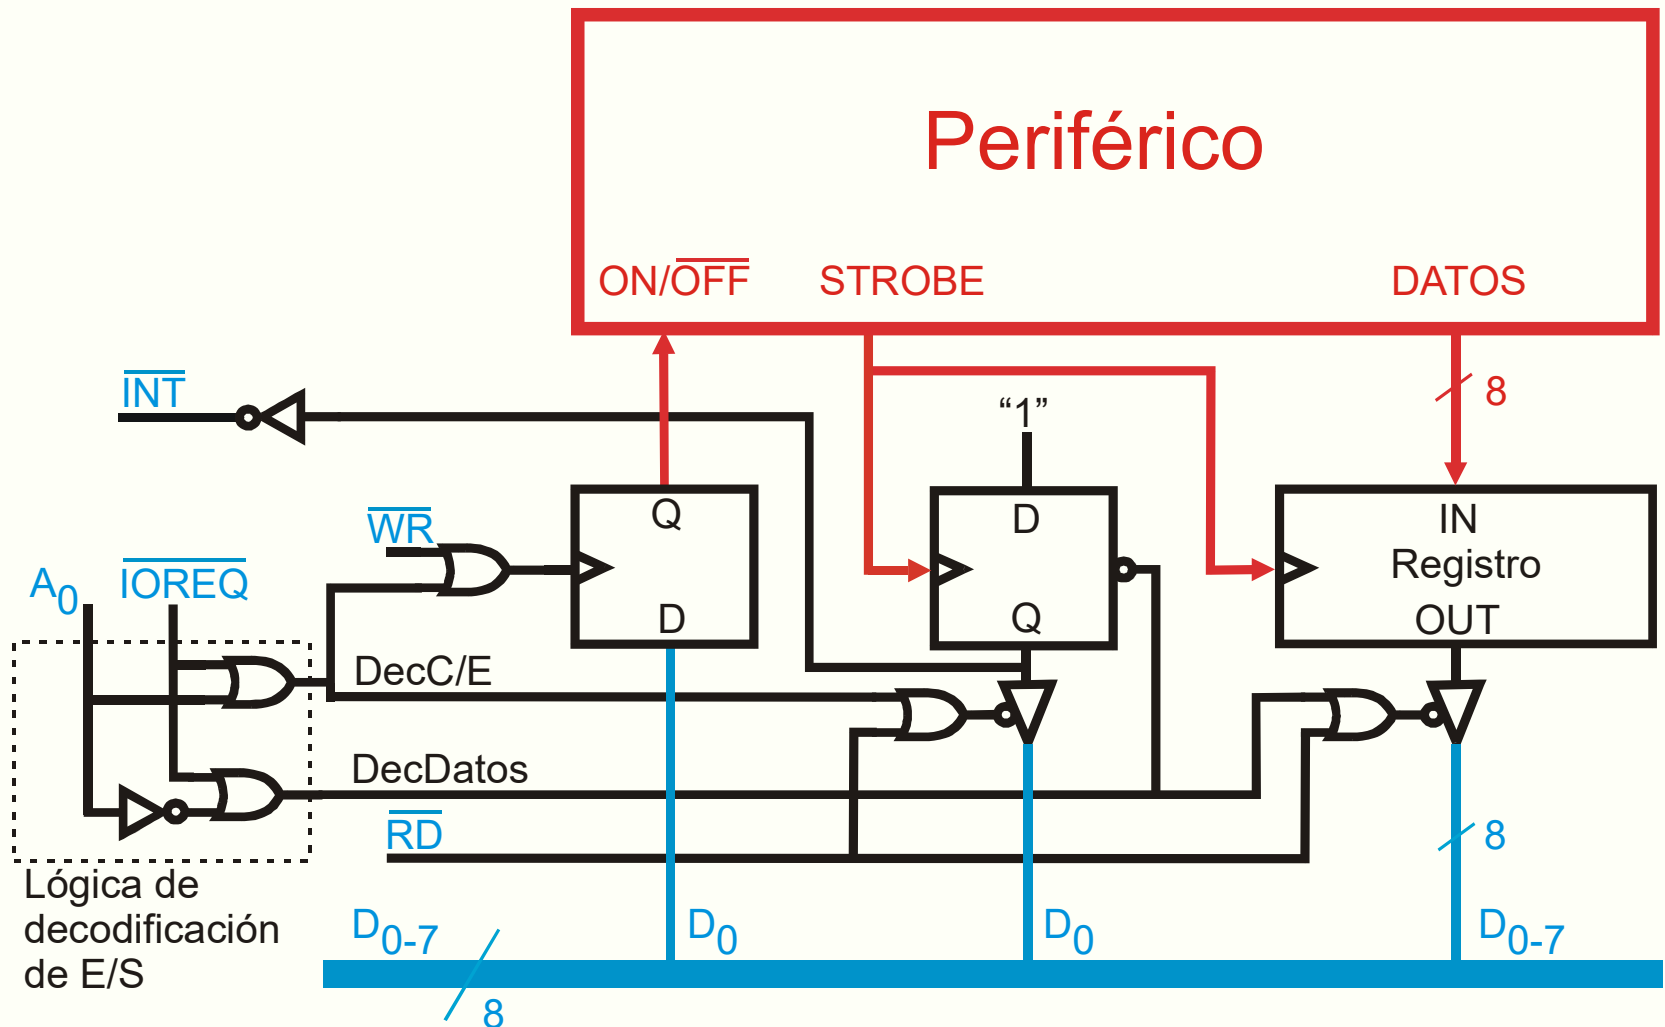 Periférico
ON/OFF STROBE DATOS
INT
8
“1”
WR
Q
D
IN
Registro
OUT
A0
IOREQ
D
Q
DecC/E
DecDatos
RD
8
Lógica de
decodificación
de E/S
D0-7
D0
D0
D0-7
8